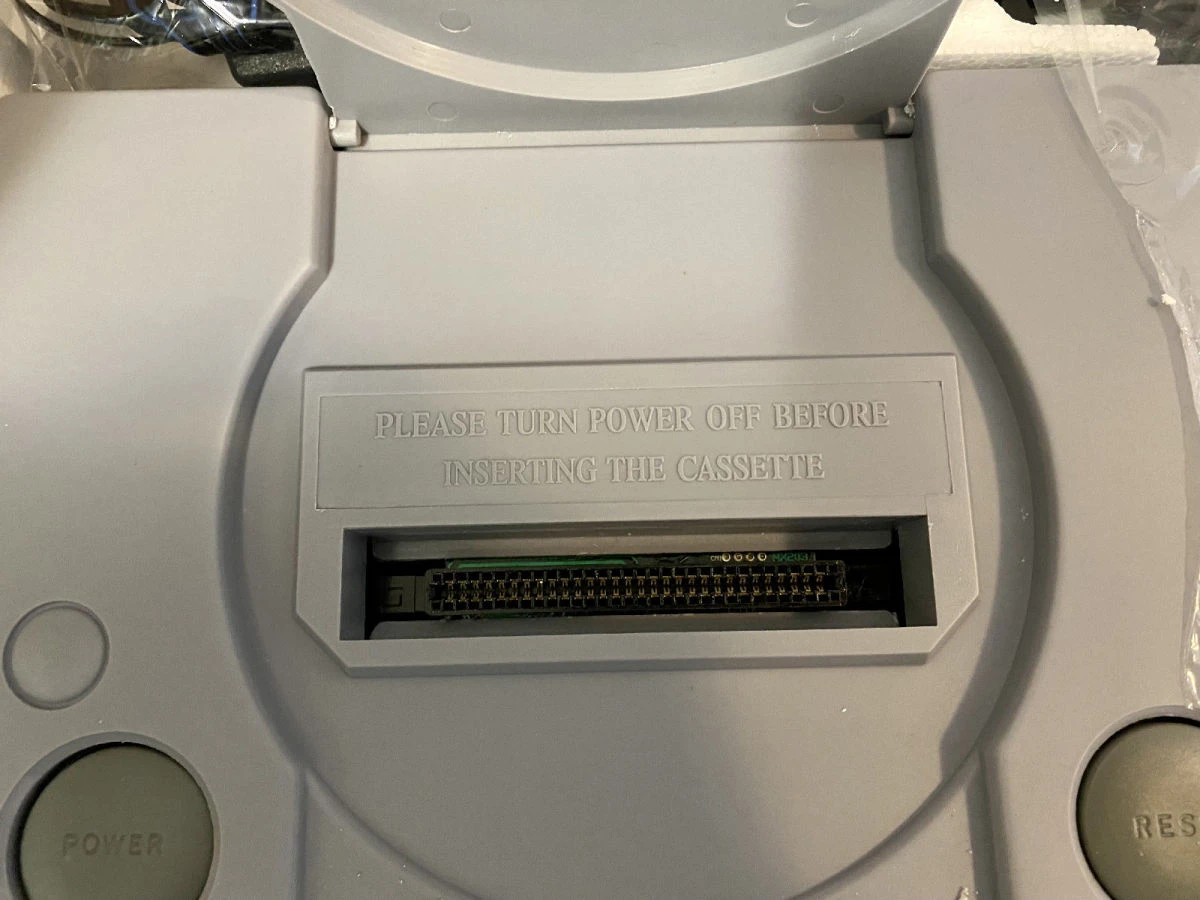 PLEASE TURN POWER OFF BEFORE
INSERTING THE CASSETTE
POWER
RES